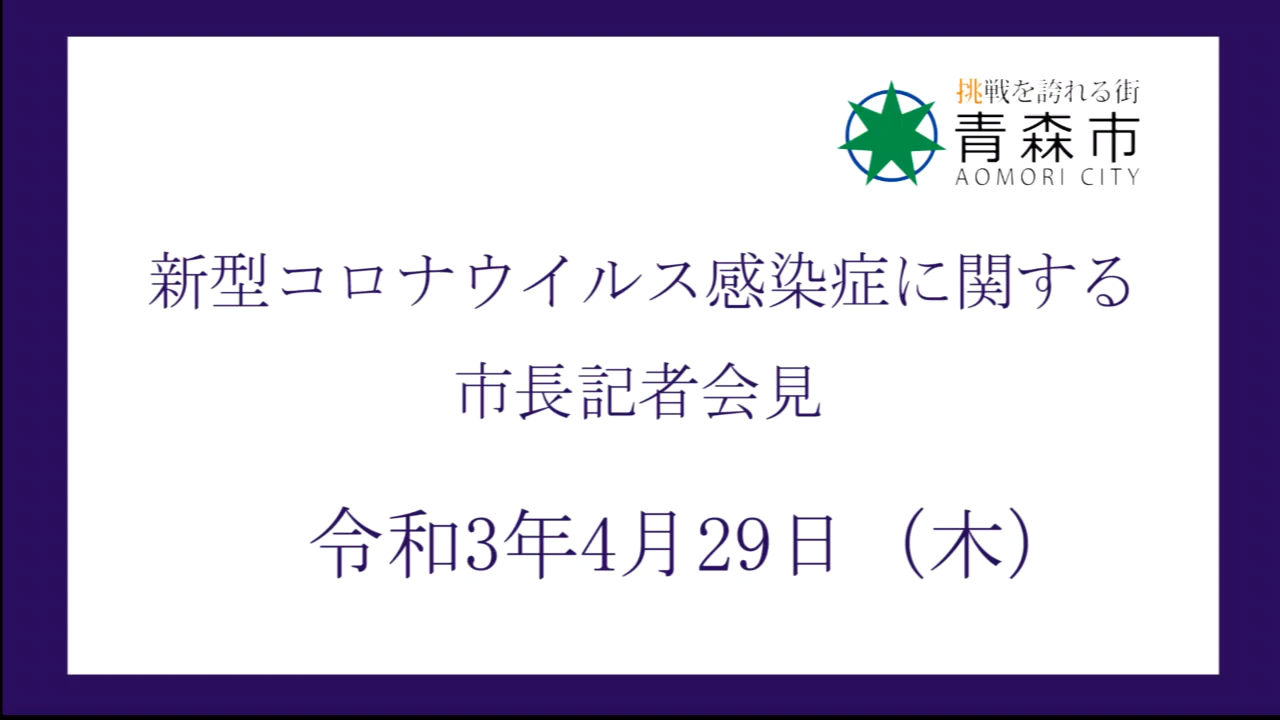 挑戦を誇れる街
青森市
AOMORI CITY
新型コロナウイルス感染症に関する
市長記者会見
令和3年4月29日（木）